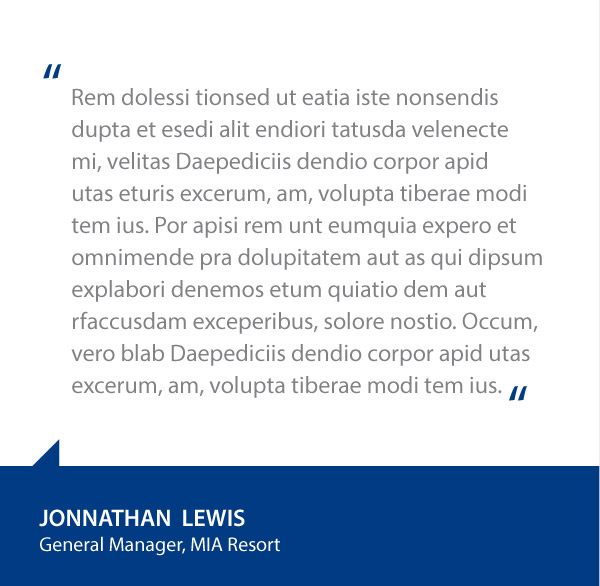 “
Rem dolessi tionsed ut eatia iste nonsendis
dupta et esedi alit endiori tatusda velenecte
mi, velitas Daepediciis dendio corpor apid
utas eturis excerum, am, volupta tiberae modi
tem ius. Por apisi rem unt eumquia expero et
omnimende pra dolupitatem aut as qui dipsum
explabori denemos etum quiatio dem aut
rfaccusdam exceperibus, solore nostio. Occum,
vero blab Daepediciis dendio corpor apid utas
excerum, am, volupta tiberae modi tem ius. “
JONNATHAN LEWIS
General Manager, MIA Resort